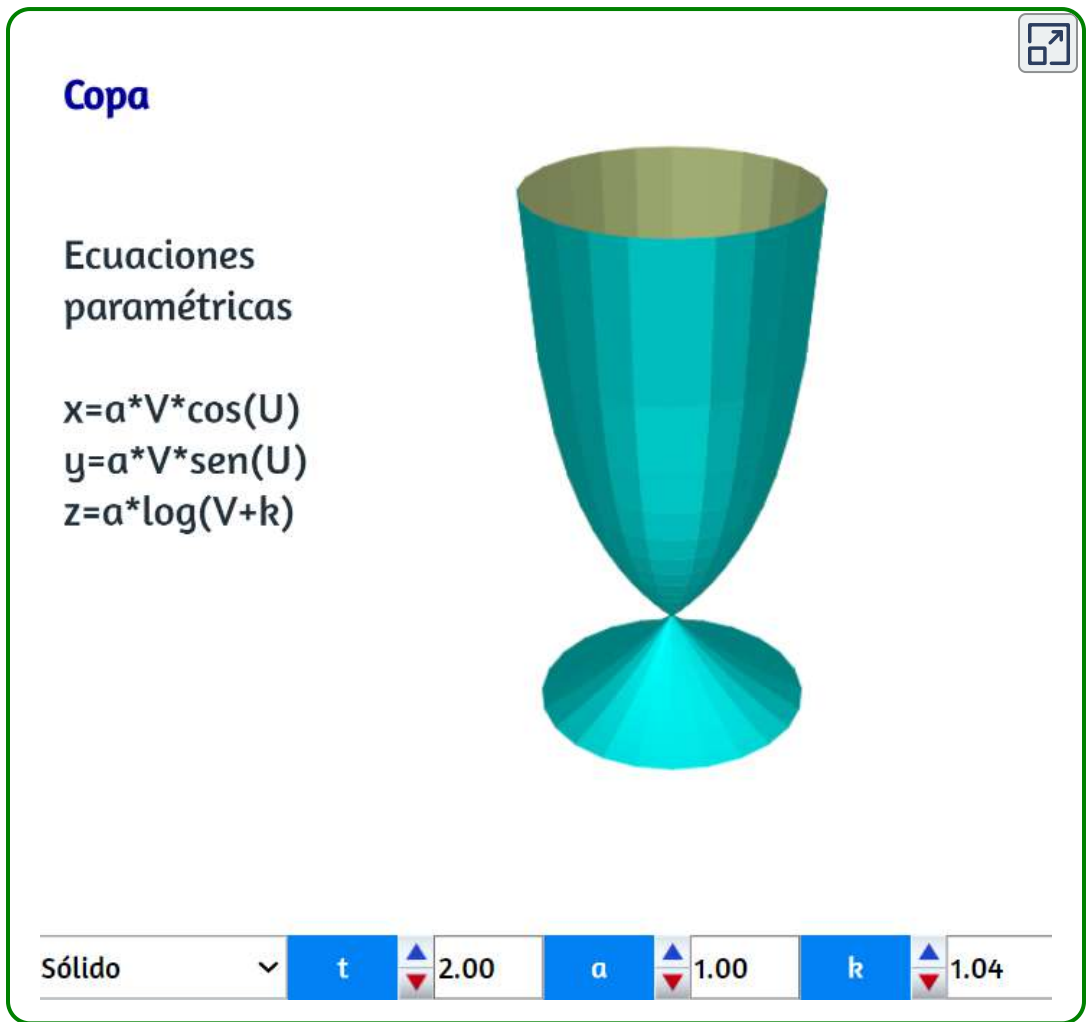 Copa
Ecuaciones
paramétricas
x=a*V*cos(U)
y=a*V*sen(U)
z=a*log(V+k)
Sólido t 2.00 a 1.00 k 1.04